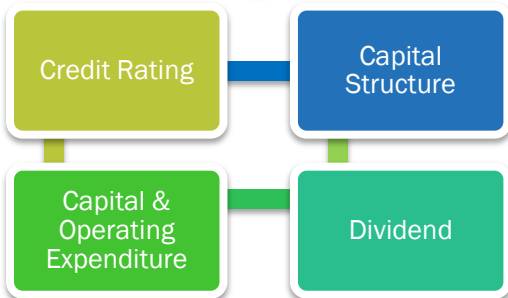 Credit Rating
Capital
Structure
Capital &
Operating
Expenditure
Dividend